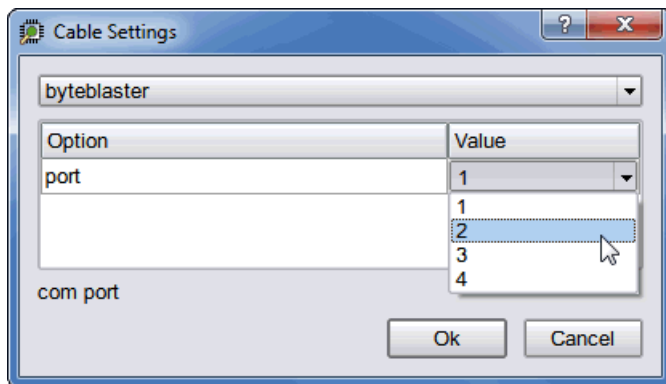 Cable Settings
?
X
byteblaster
Option Value
port 1
1
2
3
4
com port
Ok Cancel